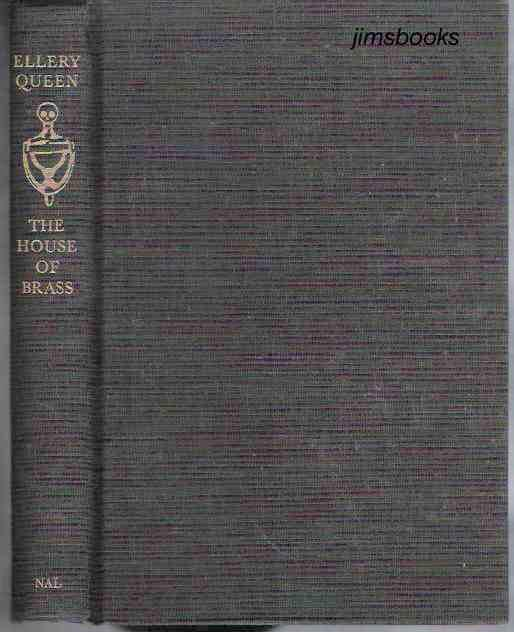 jimsbooks
ELLERY
QUEEN
THE
HOUSE
OF
BRASS
NAL